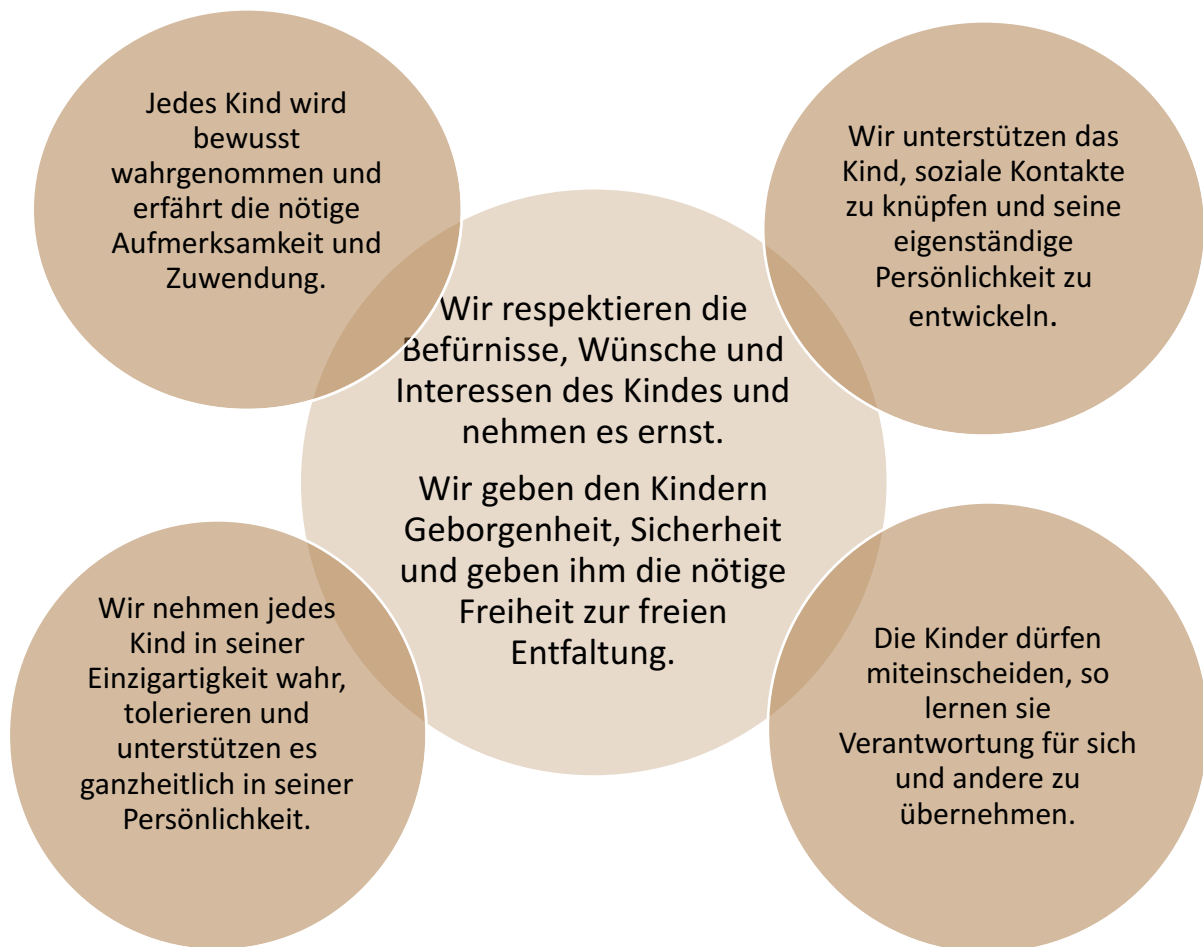 Jedes Kind wird
bewusst
wahrgenommen und
erfährt die nötige
Aufmerksamkeit und
Zuwendung.
Wir unterstützen das
Kind, soziale Kontakte
zu knüpfen und seine
eigenständige
Persönlichkeit zu
entwickeln.
Wir respektieren die
Befürnisse, Wünsche und
Interessen des Kindes und
nehmen es ernst.
Wir geben den Kindern
Geborgenheit, Sicherheit
und geben ihm die nötige
Freiheit zur freien
Entfaltung.
Wir nehmen jedes
Kind in seiner
Einzigartigkeit wahr,
tolerieren und
unterstützen es
ganzheitlich in seiner
Persönlichkeit.
Die Kinder dürfen
miteinscheiden, so
lernen sie
Verantwortung für sich
und andere zu
übernehmen.